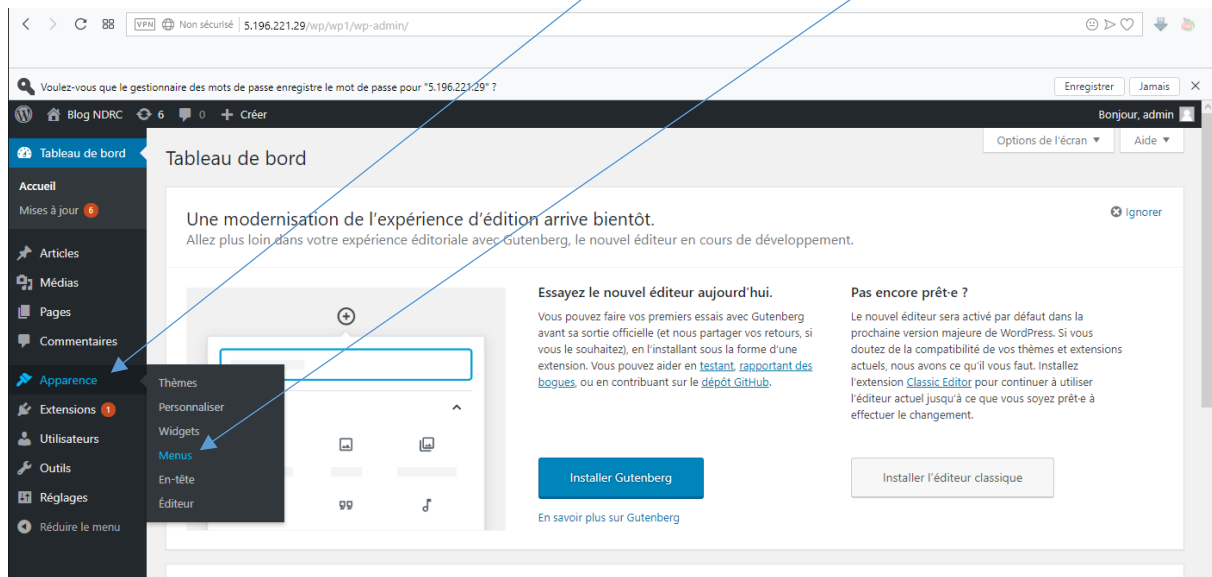 VPN Non sécurisé 5.196.221.29/wp/wp1/wp-admin/
Voulez-vous que le gestionnaire des mots de passe enregistre le mot de passe pour "5.196.221.29" ?
Enregistrer
Jamais
Blog NDRC 6 0 + Créer
Bonjour, admin
Tableau de bord
Accueil
Mises à jour 6
Articles
Médias
Pages
Commentaires
Apparence
Extensions 1
Utilisateurs
Outils
Réglages
Réduire le menu
Thèmes
Personnaliser
Widgets
Menus
En-tête
Éditeur
Options de l'écran
Aide
Tableau de bord
Une modernisation de l'expérience d'édition arrive bientôt.
Ignorer
Allez plus loin dans votre expérience éditoriale avec Gutenberg, le nouvel éditeur en cours de développement.
Essayez le nouvel éditeur aujourd'hui.
Vous pouvez faire vos premiers essais avec Gutenberg
avant sa sortie officielle (et nous partager vos retours, si
vous le souhaitez), en l'installant sous la forme d'une
extension. Vous pouvez aider en testant, rapportant des
bogues, ou en contribuant sur le dépôt GitHub.
Installer Gutenberg
En savoir plus sur Gutenberg
Pas encore prêt·e ?
Le nouvel éditeur sera activé par défaut dans la
prochaine version majeure de WordPress. Si vous
doutez de la compatibilité de vos thèmes et extensions
actuels, nous avons ce qu'il vous faut. Installez
l'extension Classic Editor pour continuer à utiliser
l'éditeur actuel jusqu'à ce que vous soyez prêt·e à
effectuer le changement.
Installer l'éditeur classique